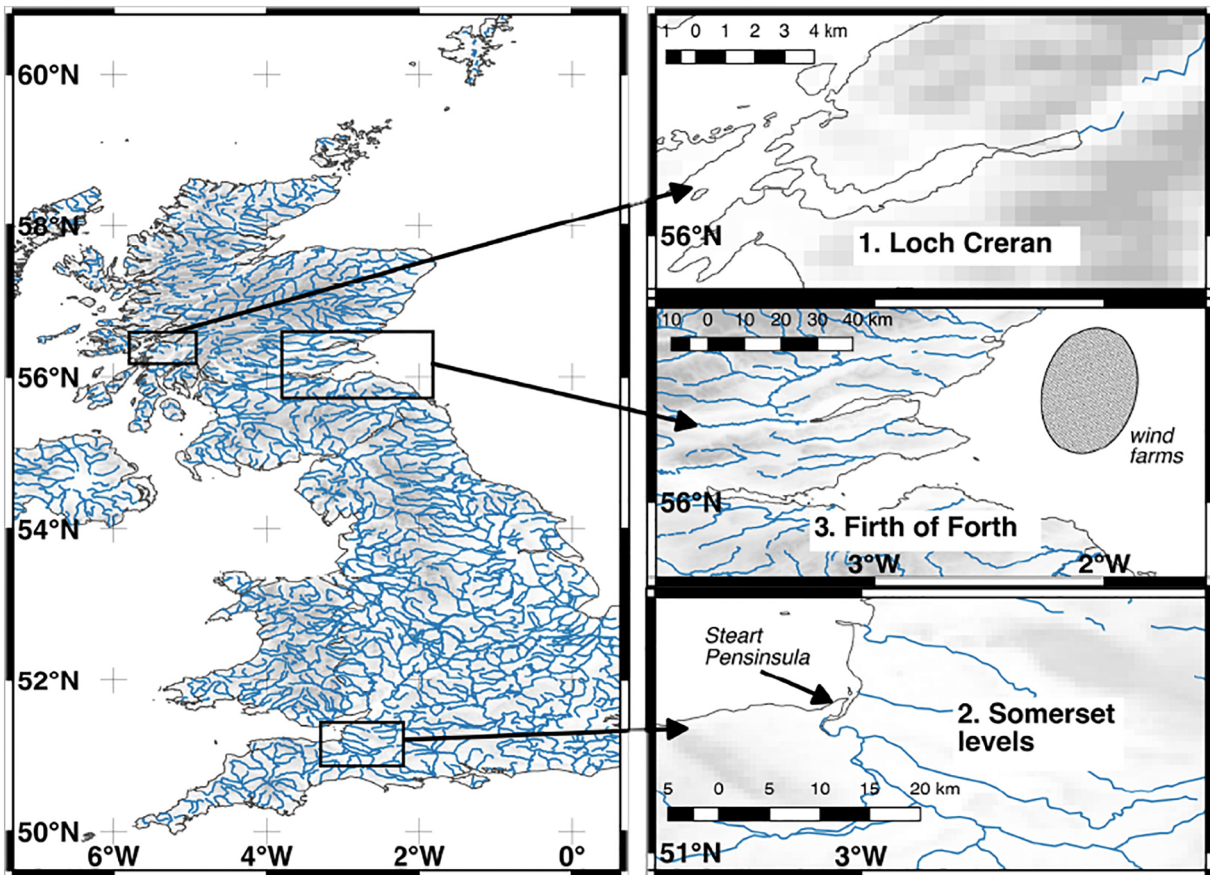 60°N
58°N
56°N
54°N
52°N
50°N
6°W 4°W 2°W 0°
1 0 1 2 3 4 km
56°N
1. Loch Creran
10 0 10 20 30 40 km
wind
farms
56°N
3. Firth of Forth
3°W 2°W
Steart
Pensinsula
2. Somerset
levels
5 0 5 10 15 20 km
51°N 3°W